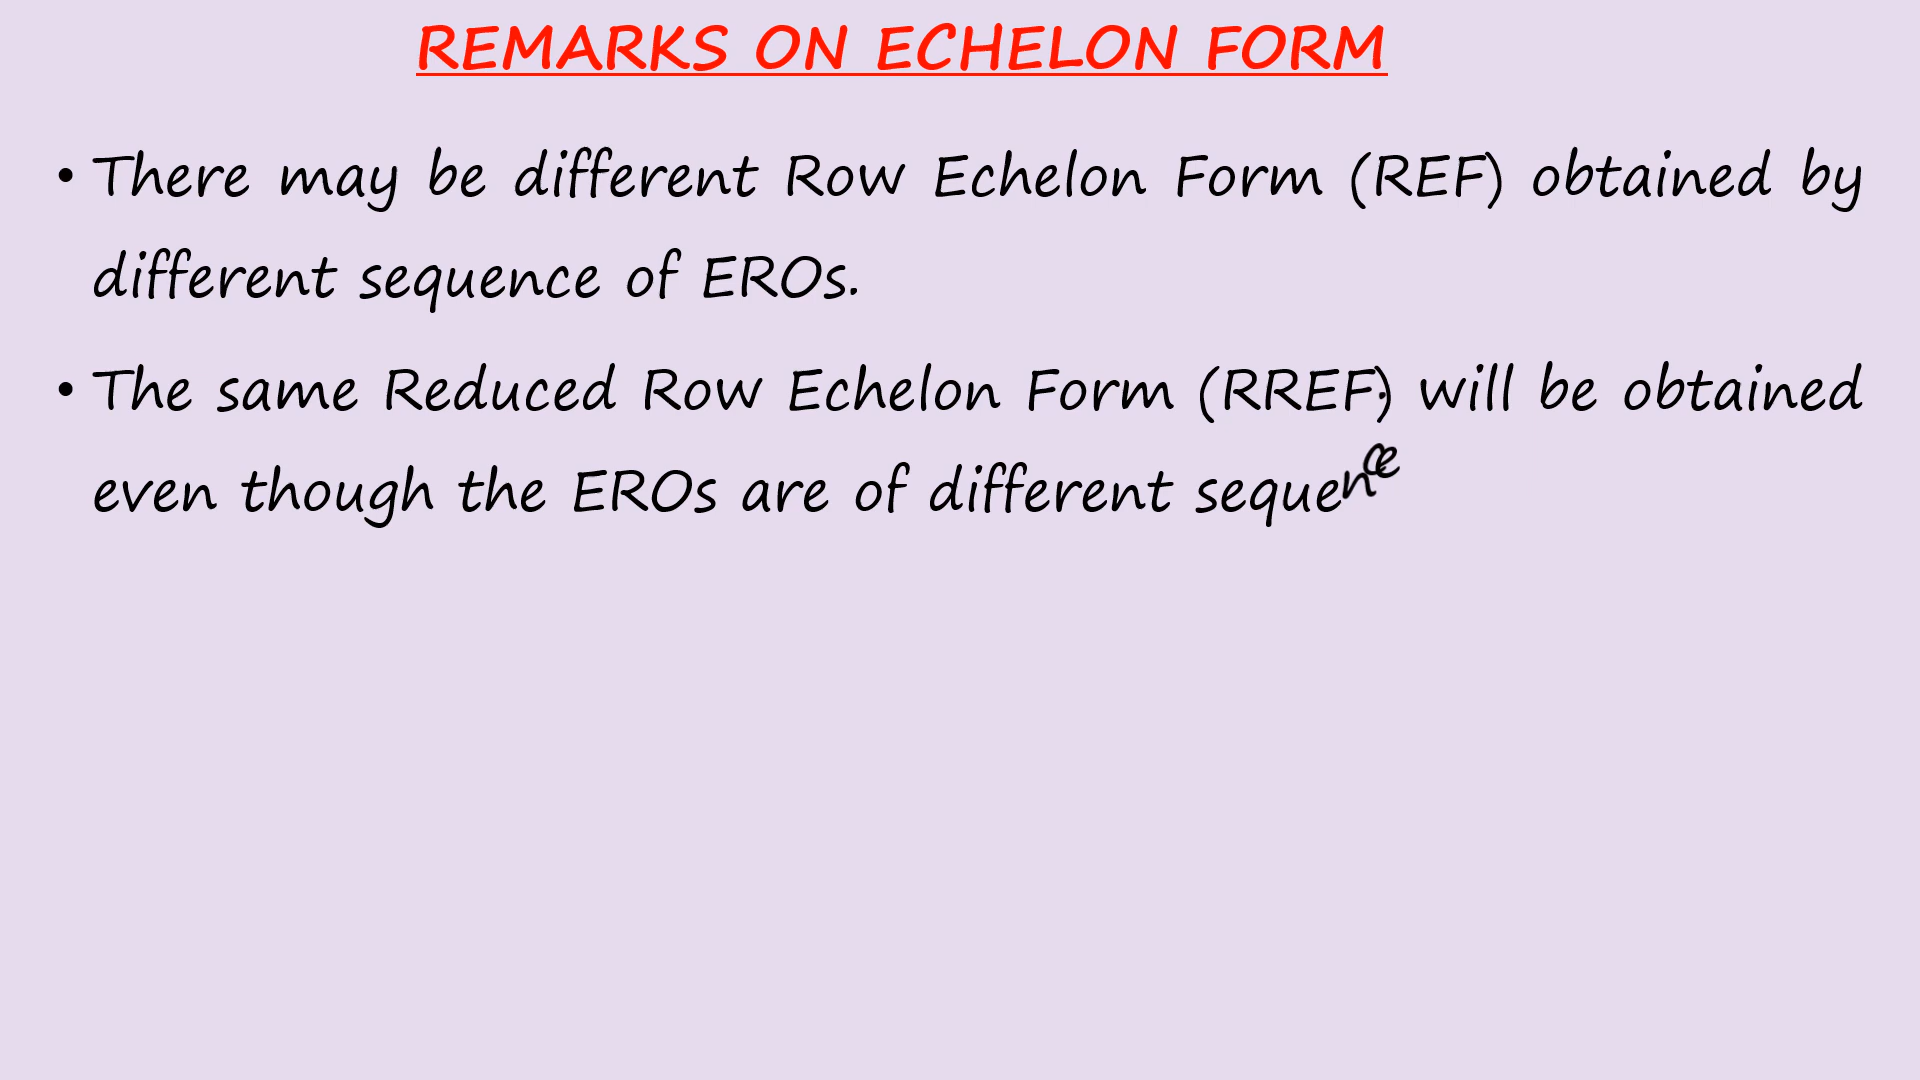 REMARKS ON ECHELON FORM
• There may be different Row Echelon Form (REF) obtained by
different sequence of EROs.
• The same Reduced Row Echelon Form (RREF) will be obtained
even though the EROs are of different sequence.